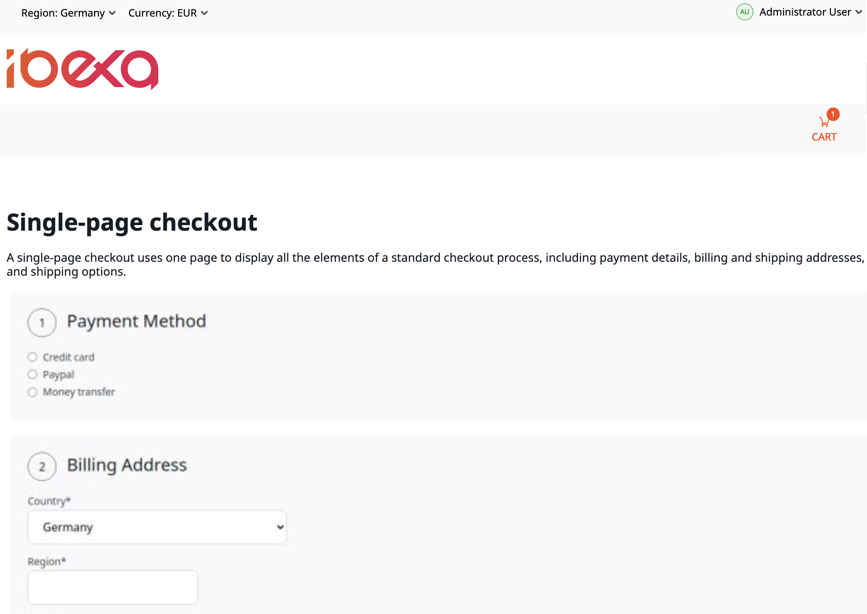 Region: Germany Currency: EUR
AU Administrator User
ibexa
1
CART
Single-page checkout
A single-page checkout uses one page to display all the elements of a standard checkout process, including payment details, billing and shipping addresses,
and shipping options.
1 Payment Method
Credit card
Paypal
Money transfer
2 Billing Address
Country*
Germany
Region*